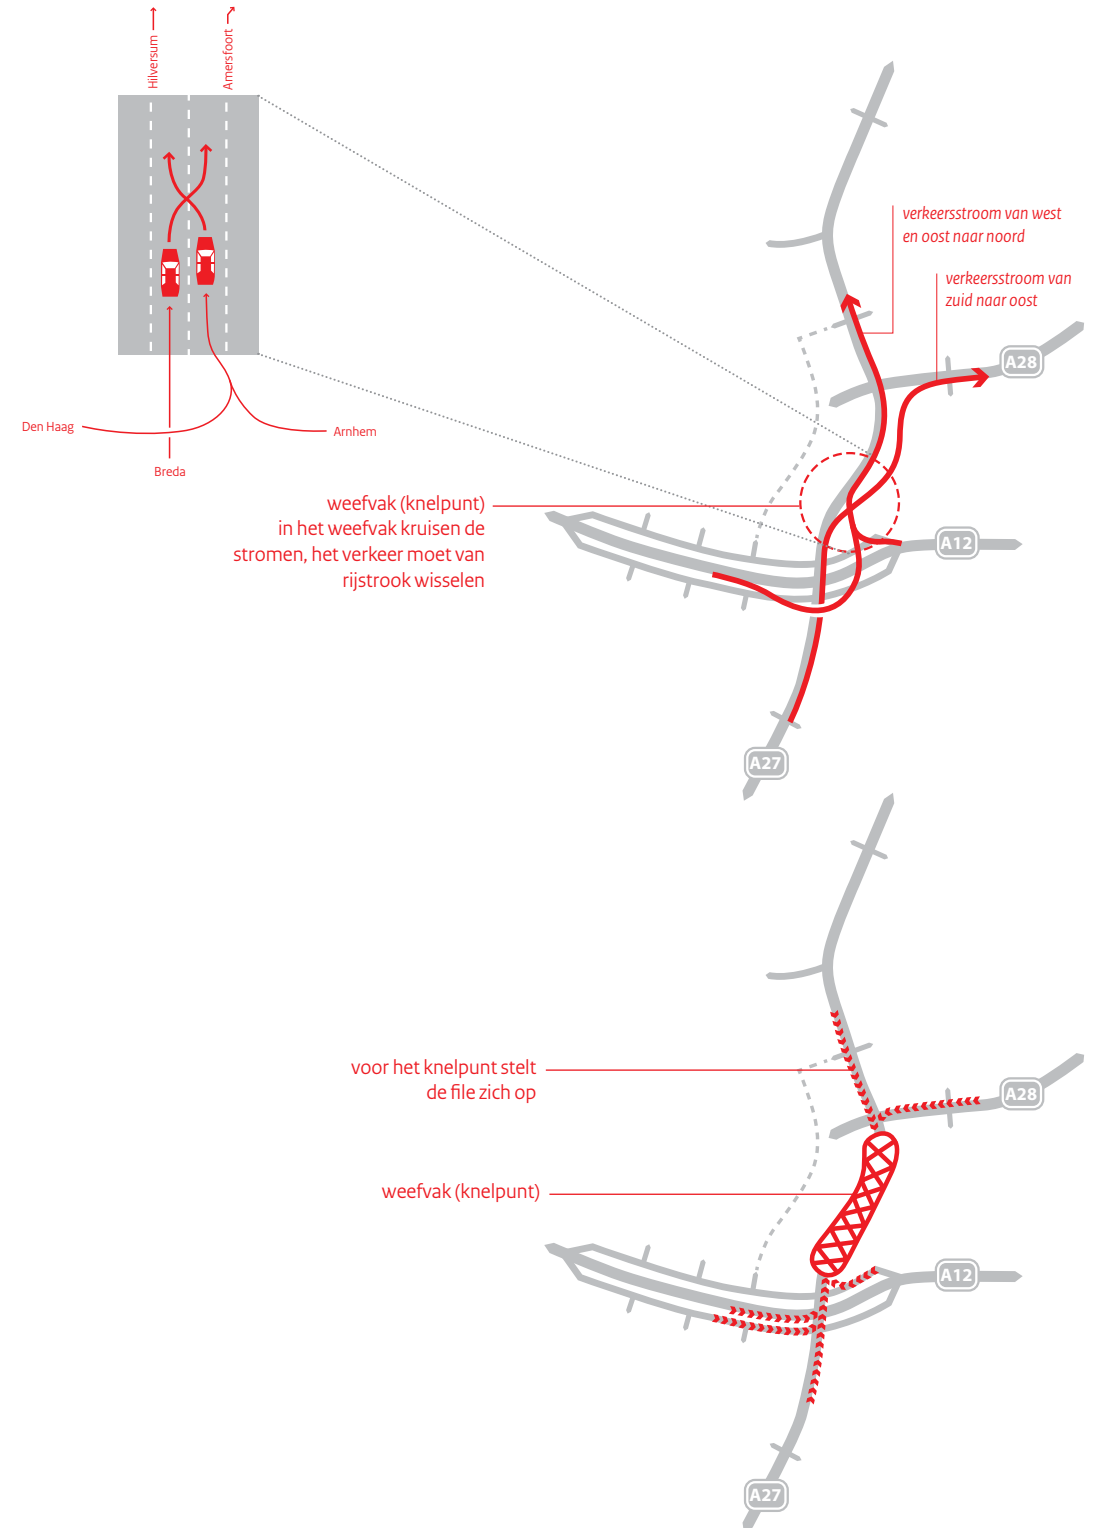 Hilversum
Amersfoort
Den Haag
Arnhem
Breda
verkeersstroom van west
en oost naar noord
verkeersstroom van
zuid naar oost
A28
weefvak (knelpunt)
in het weefvak kruisen de
stromen, het verkeer moet van
rijstrook wisselen
A12
A27
voor het knelpunt stelt
de file zich op
A28
weefvak (knelpunt)
A12
A27